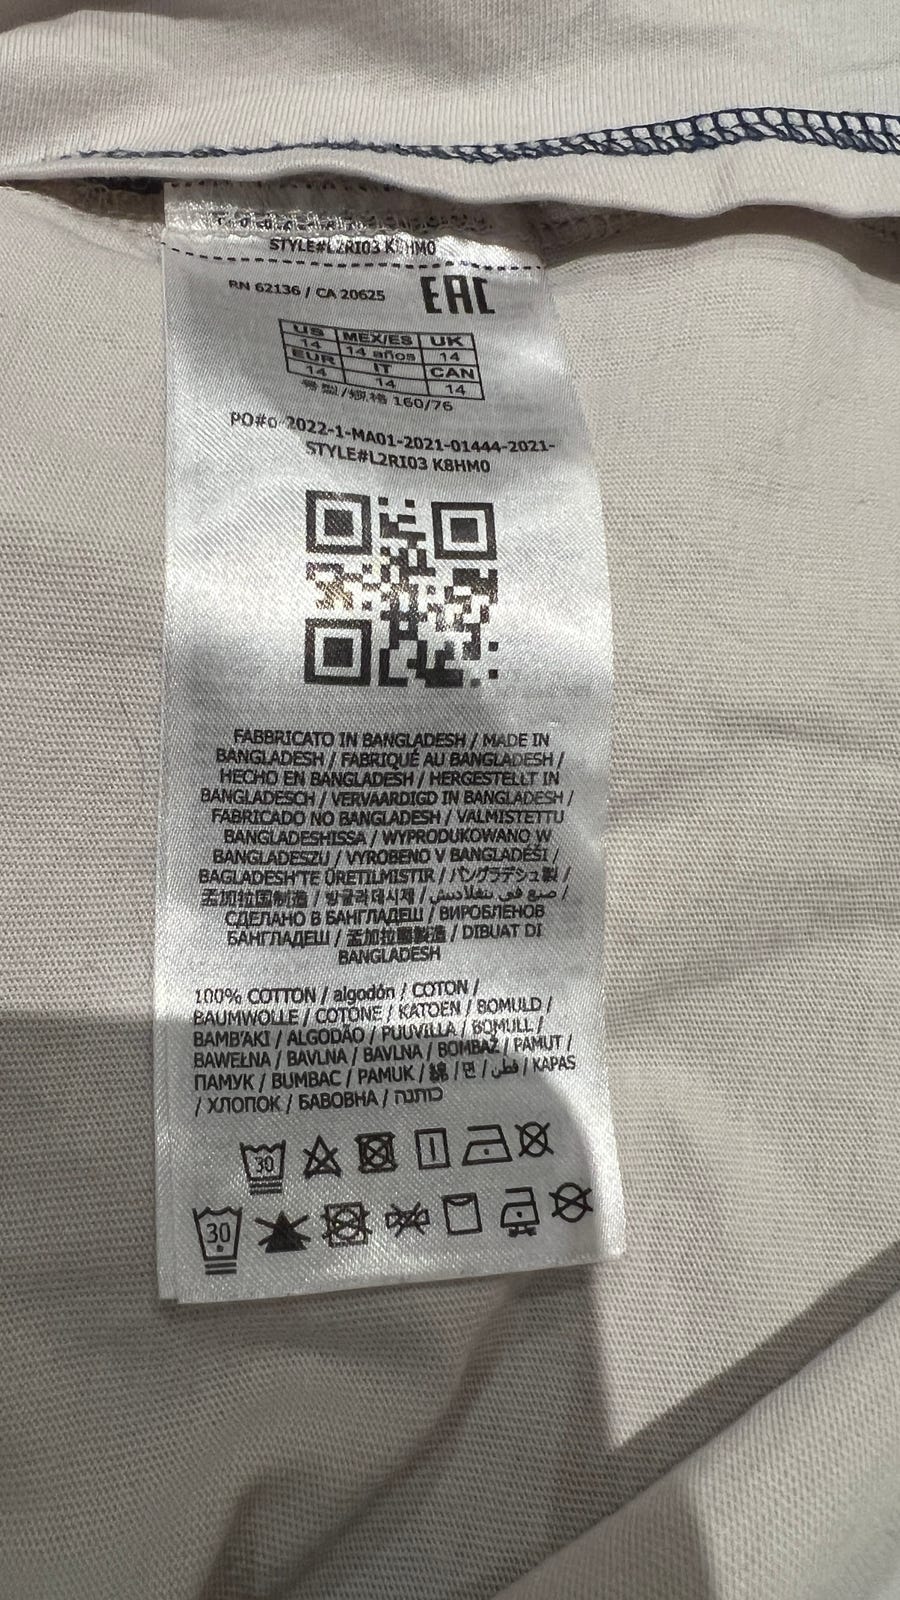 STYLE#L2RI03 K8HM0
RN 62136 / CA 20625
EAC
US MEX/ES UK
14 14 años 14
EUR IT CAN
14 14 14
号型/规格 160/76
PO#o-2022-1-MA01-2021-01444-2021-
STYLE#L2RI03 K8HM0
FABBRICATO IN BANGLADESH / MADE IN
BANGLADESH / FABRIQUÉ AU BANGLADESH /
HECHO EN BANGLADESH / HERGESTELLT IN
BANGLADESCH / VERVAARDIGD IN BANGLADESH /
FABRICADO NO BANGLADESH / VALMISTETTU
BANGLADESHISSA / WYPRODUKOWANO W
BANGLADESZU / VYROBENO V BANGLADÉŠI /
BAGLADESH'TE ÜRETILMISTIR / バングラデシュ製 /
孟加拉国制造 / 방글라데시제 / صنع في بنغلاديش /
СДЕЛАНО В БАНГЛАДЕШ / ВИРОБЛЕНОВ
БАНГЛАДЕШ / 孟加拉國製造 / DIBUAT DI
BANGLADESH
100% COTTON / algodón / COTON /
BAUMWOLLE / COTONE / KATOEN / BOMULD /
BAMB'AKI / ALGODÃO / PUUVILLA / BOMULL /
BAWEŁNA / BAVLNA / BAVLNA / BOMBAŽ / PAMUT /
ПАМУК / BUMBAC / PAMUK / 綿 / 면 / قطن / KAPAS
/ ХЛОПОК / БАВОВНА / כותנה
30
30